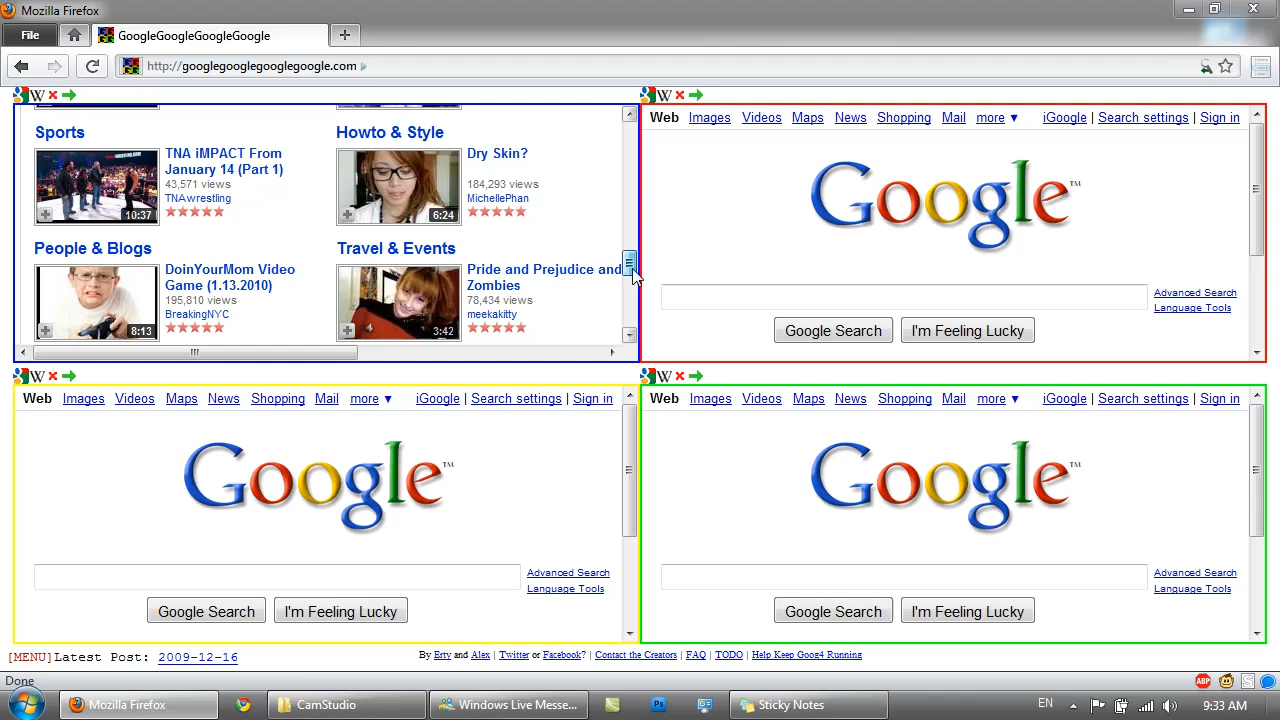 Mozilla Firefox
File
GoogleGoogleGoogleGoogle
http://googlegooglegooglegoogle.com
W
W
Sports
Howto & Style
TNA iMPACT From January 14 (Part 1)
43,571 views
TNAwrestling
10:37
Dry Skin?
184,293 views
MichellePhan
6:24
People & Blogs
Travel & Events
DoinYourMom Video Game (1.13.2010)
195,810 views
BreakingNYC
8:13
Pride and Prejudice and Zombies
78,434 views
meekakitty
3:42
Web Images Videos Maps News Shopping Mail more ▼ iGoogle | Search settings | Sign in
Google™
Advanced Search
Language Tools
Google Search I'm Feeling Lucky
W
W
Web Images Videos Maps News Shopping Mail more ▼ iGoogle | Search settings | Sign in
Google™
Advanced Search
Language Tools
Google Search I'm Feeling Lucky
Web Images Videos Maps News Shopping Mail more ▼ iGoogle | Search settings | Sign in
Google™
Advanced Search
Language Tools
Google Search I'm Feeling Lucky
[MENU]Latest Post: 2009-12-16
By Erty and Alex | Twitter or Facebook? | Contact the Creators | FAQ | TODO | Help Keep Goog4 Running
Done
ABP
Mozilla Firefox
CamStudio
Windows Live Messe...
Ps
Sticky Notes
EN
9:33 AM